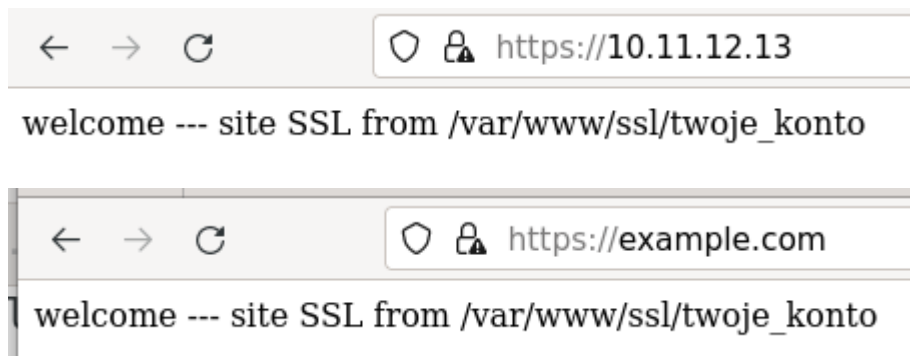 https://10.11.12.13
welcome --- site SSL from /var/www/ssl/twoje_konto
https://example.com
welcome --- site SSL from /var/www/ssl/twoje_konto